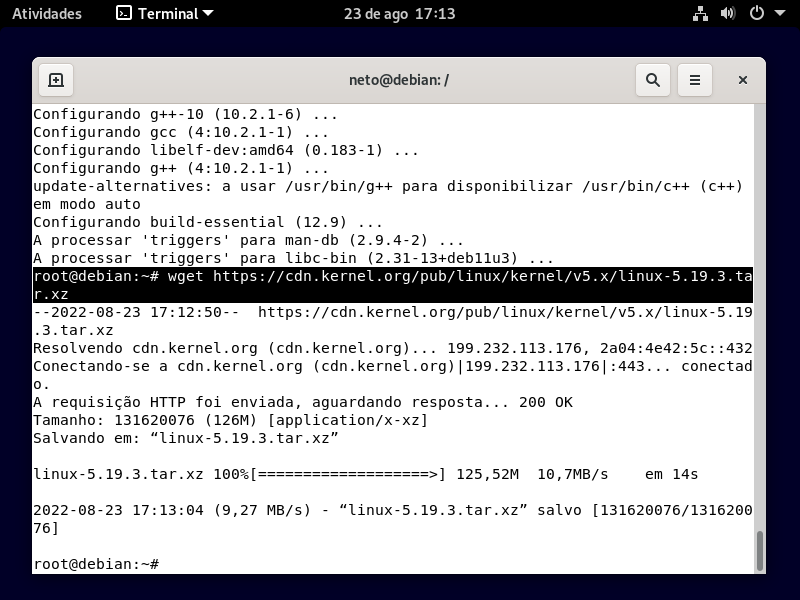 Atividades Terminal 23 de ago 17:13
neto@debian: /
Configurando g++-10 (10.2.1-6) ...
Configurando gcc (4:10.2.1-1) ...
Configurando libelf-dev:amd64 (0.183-1) ...
Configurando g++ (4:10.2.1-1) ...
update-alternatives: a usar /usr/bin/g++ para disponibilizar /usr/bin/c++ (c++)
em modo auto
Configurando build-essential (12.9) ...
A processar 'triggers' para man-db (2.9.4-2) ...
A processar 'triggers' para libc-bin (2.31-13+deb11u3) ...
root@debian:~# wget https://cdn.kernel.org/pub/linux/kernel/v5.x/linux-5.19.3.ta
r.xz
--2022-08-23 17:12:50--  https://cdn.kernel.org/pub/linux/kernel/v5.x/linux-5.19
.3.tar.xz
Resolvendo cdn.kernel.org (cdn.kernel.org)... 199.232.113.176, 2a04:4e42:5c::432
Conectando-se a cdn.kernel.org (cdn.kernel.org)|199.232.113.176|:443... conectad
o.
A requisição HTTP foi enviada, aguardando resposta... 200 OK
Tamanho: 131620076 (126M) [application/x-xz]
Salvando em: “linux-5.19.3.tar.xz”
linux-5.19.3.tar.xz 100%[===================>] 125,52M  10,7MB/s    em 14s
2022-08-23 17:13:04 (9,27 MB/s) - “linux-5.19.3.tar.xz” salvo [131620076/1316200
76]
root@debian:~#